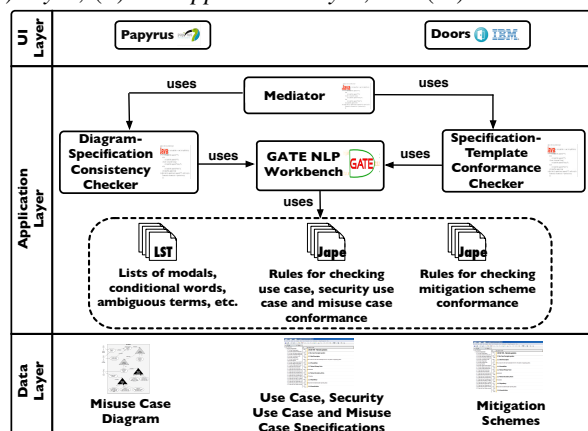 UI Layer
Papyrus
Doors IBM
Application Layer
uses
Mediator
uses
Diagram-
Specification
Consistency
Checker
uses
GATE NLP
Workbench
GATE
uses
Specification-
Template
Conformance
Checker
uses
LST
Lists of modals,
conditional words,
ambiguous terms, etc.
Jape
Rules for checking
use case, security use
case and misuse case
conformance
Jape
Rules for checking
mitigation scheme
conformance
Data Layer
Misuse Case
Diagram
Use Case, Security
Use Case and Misuse
Case Specifications
Mitigation
Schemes